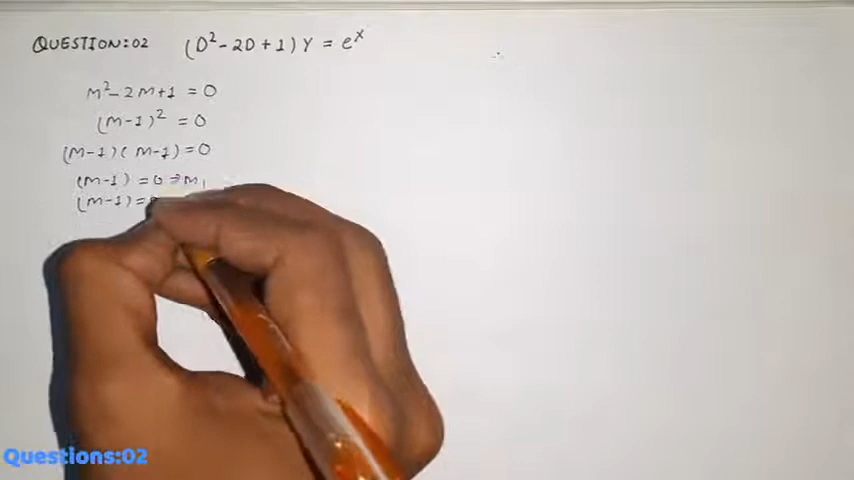 QUESTION:02 (D²-2D+1)Y = eˣ
m²-2m+1 = 0
(m-1)² = 0
(m-1)(m-1)=0
(m-1) = 0 ⇒ m₁
(m-1)=
Questions:02